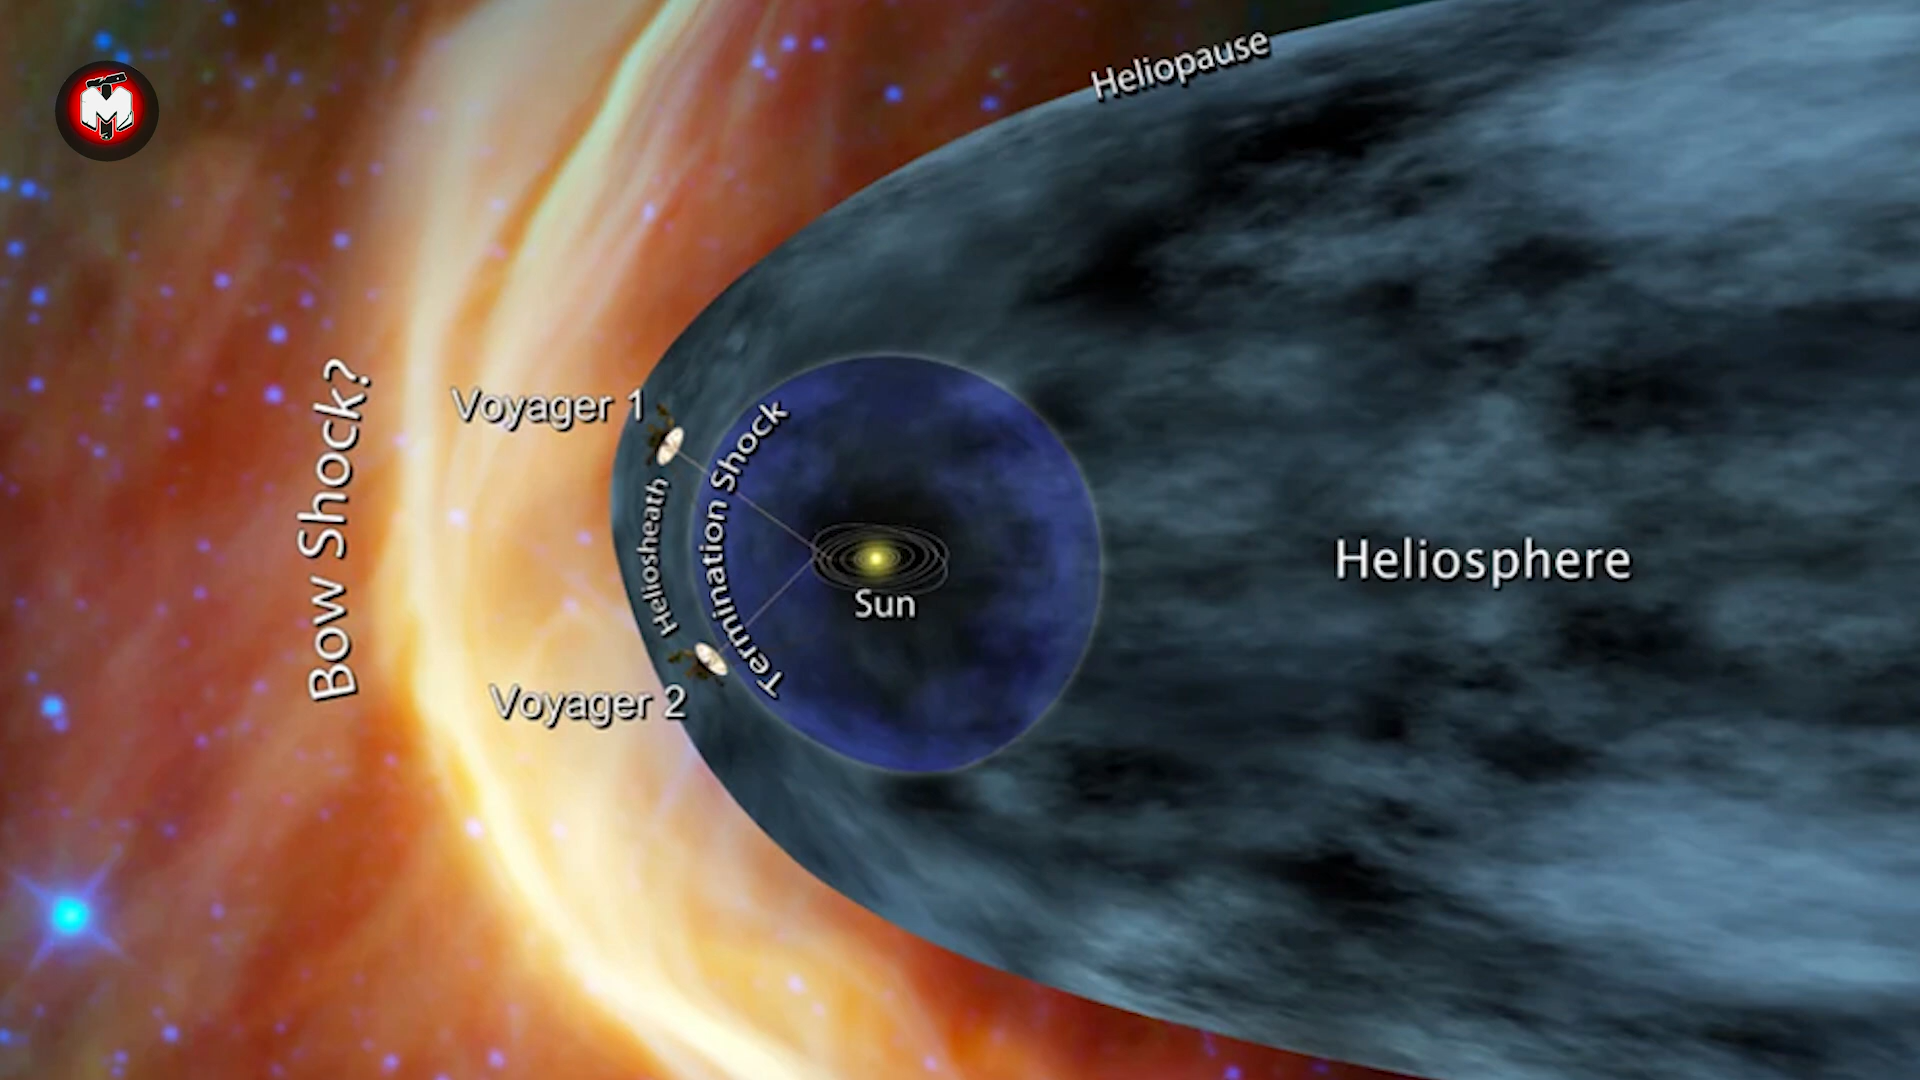 Heliopause
M
Bow Shock?
Voyager 1
Termination Shock
Heliosheath
Heliosphere
Sun
Voyager 2